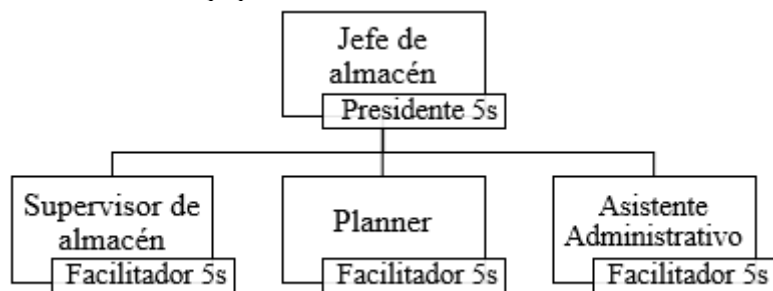 Jefe de
almacén
Presidente 5s
Supervisor de
almacén
Facilitador 5s
Planner
Facilitador 5s
Asistente
Administrativo
Facilitador 5s